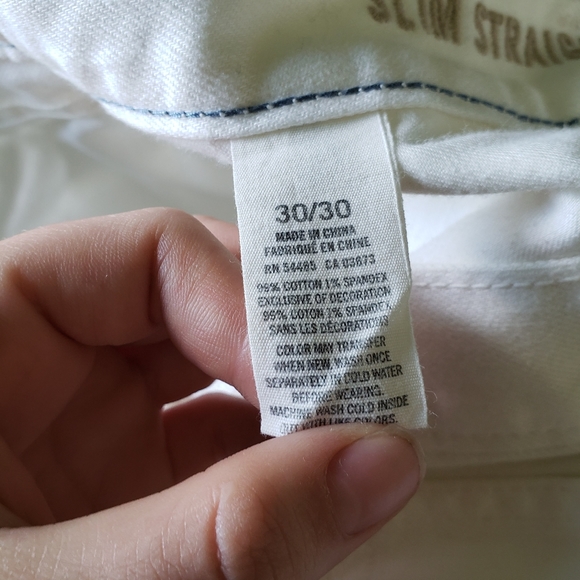 SLIM STRAIG
30/30
MADE IN CHINA
FABRIQUÉ EN CHINE
RN 54485 CA 03673
99% COTTON 1% SPANDEX
EXCLUSIVE OF DECORATION
99% COTON 1% SPANDEX
SANS LES DÉCORATIONS
COLOR MAY TRANSFER
WHEN NEW WASH ONCE
SEPARATELY IN COLD WATER
BEFORE WEARING.
MACHINE WASH COLD INSIDE
OUT WITH LIKE COLORS.